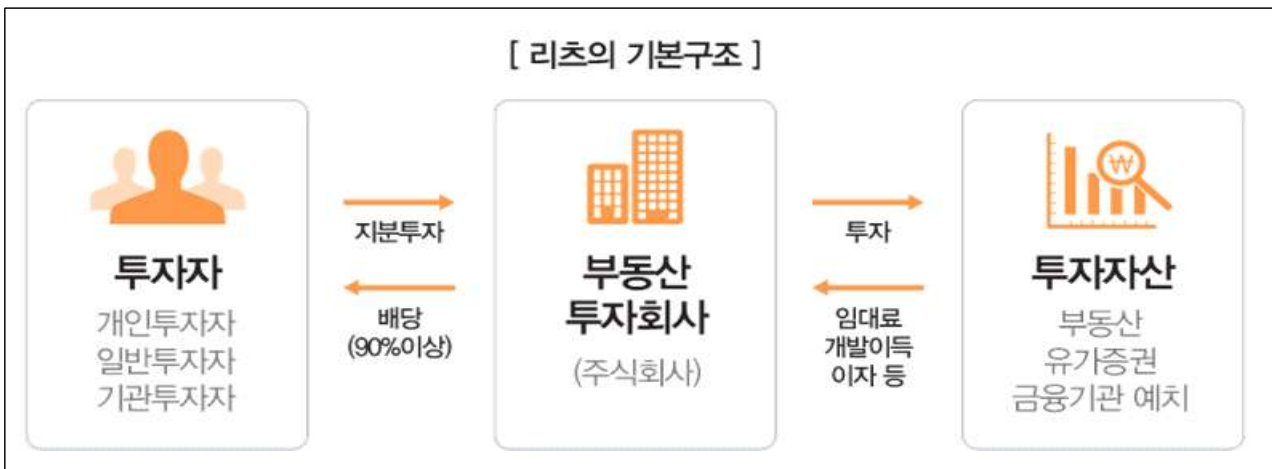 [ 리츠의 기본구조 ]
투자자
개인투자자
일반투자자
기관투자자
지분투자
배당
(90%이상)
부동산
투자회사
(주식회사)
투자
임대료
개발이득
이자 등
₩
투자자산
부동산
유가증권
금융기관 예치